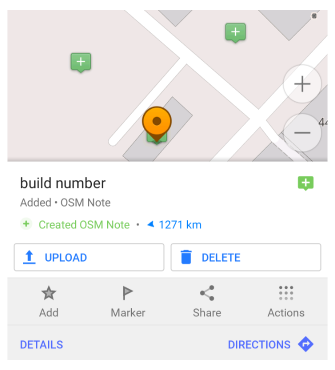 44
build number
Added • OSM Note
Created OSM Note • 1271 km
UPLOAD DELETE
Add Marker Share Actions
DETAILS DIRECTIONS